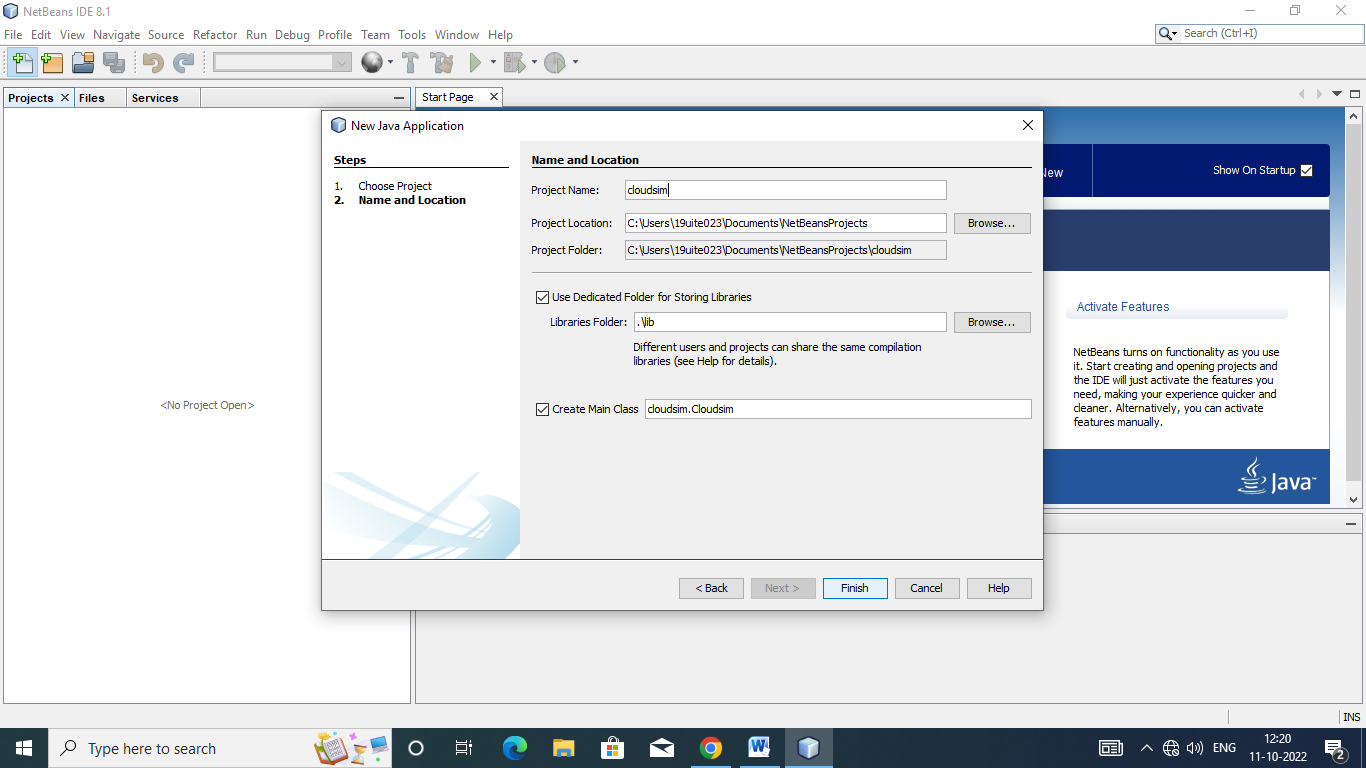 NetBeans IDE 8.1
File Edit View Navigate Source Refactor Run Debug Profile Team Tools Window Help
Search (Ctrl+I)
Projects Files Services
Start Page
New Java Application
Steps
1. Choose Project
2. Name and Location
Name and Location
Project Name: cloudsim
Project Location: C:\Users\19uite023\Documents\NetBeansProjects Browse...
Project Folder: C:\Users\19uite023\Documents\NetBeansProjects\cloudsim
Use Dedicated Folder for Storing Libraries
Libraries Folder: .\lib Browse...
Different users and projects can share the same compilation
libraries (see Help for details).
Create Main Class cloudsim.Cloudsim
< Back Next > Finish Cancel Help
<No Project Open>
New
Show On Startup
Activate Features
NetBeans turns on functionality as you use
it. Start creating and opening projects and
the IDE will just activate the features you
need, making your experience quicker and
cleaner. Alternatively, you can activate
features manually.
Java™
INS
Type here to search
W
ENG
12:20
11-10-2022
2